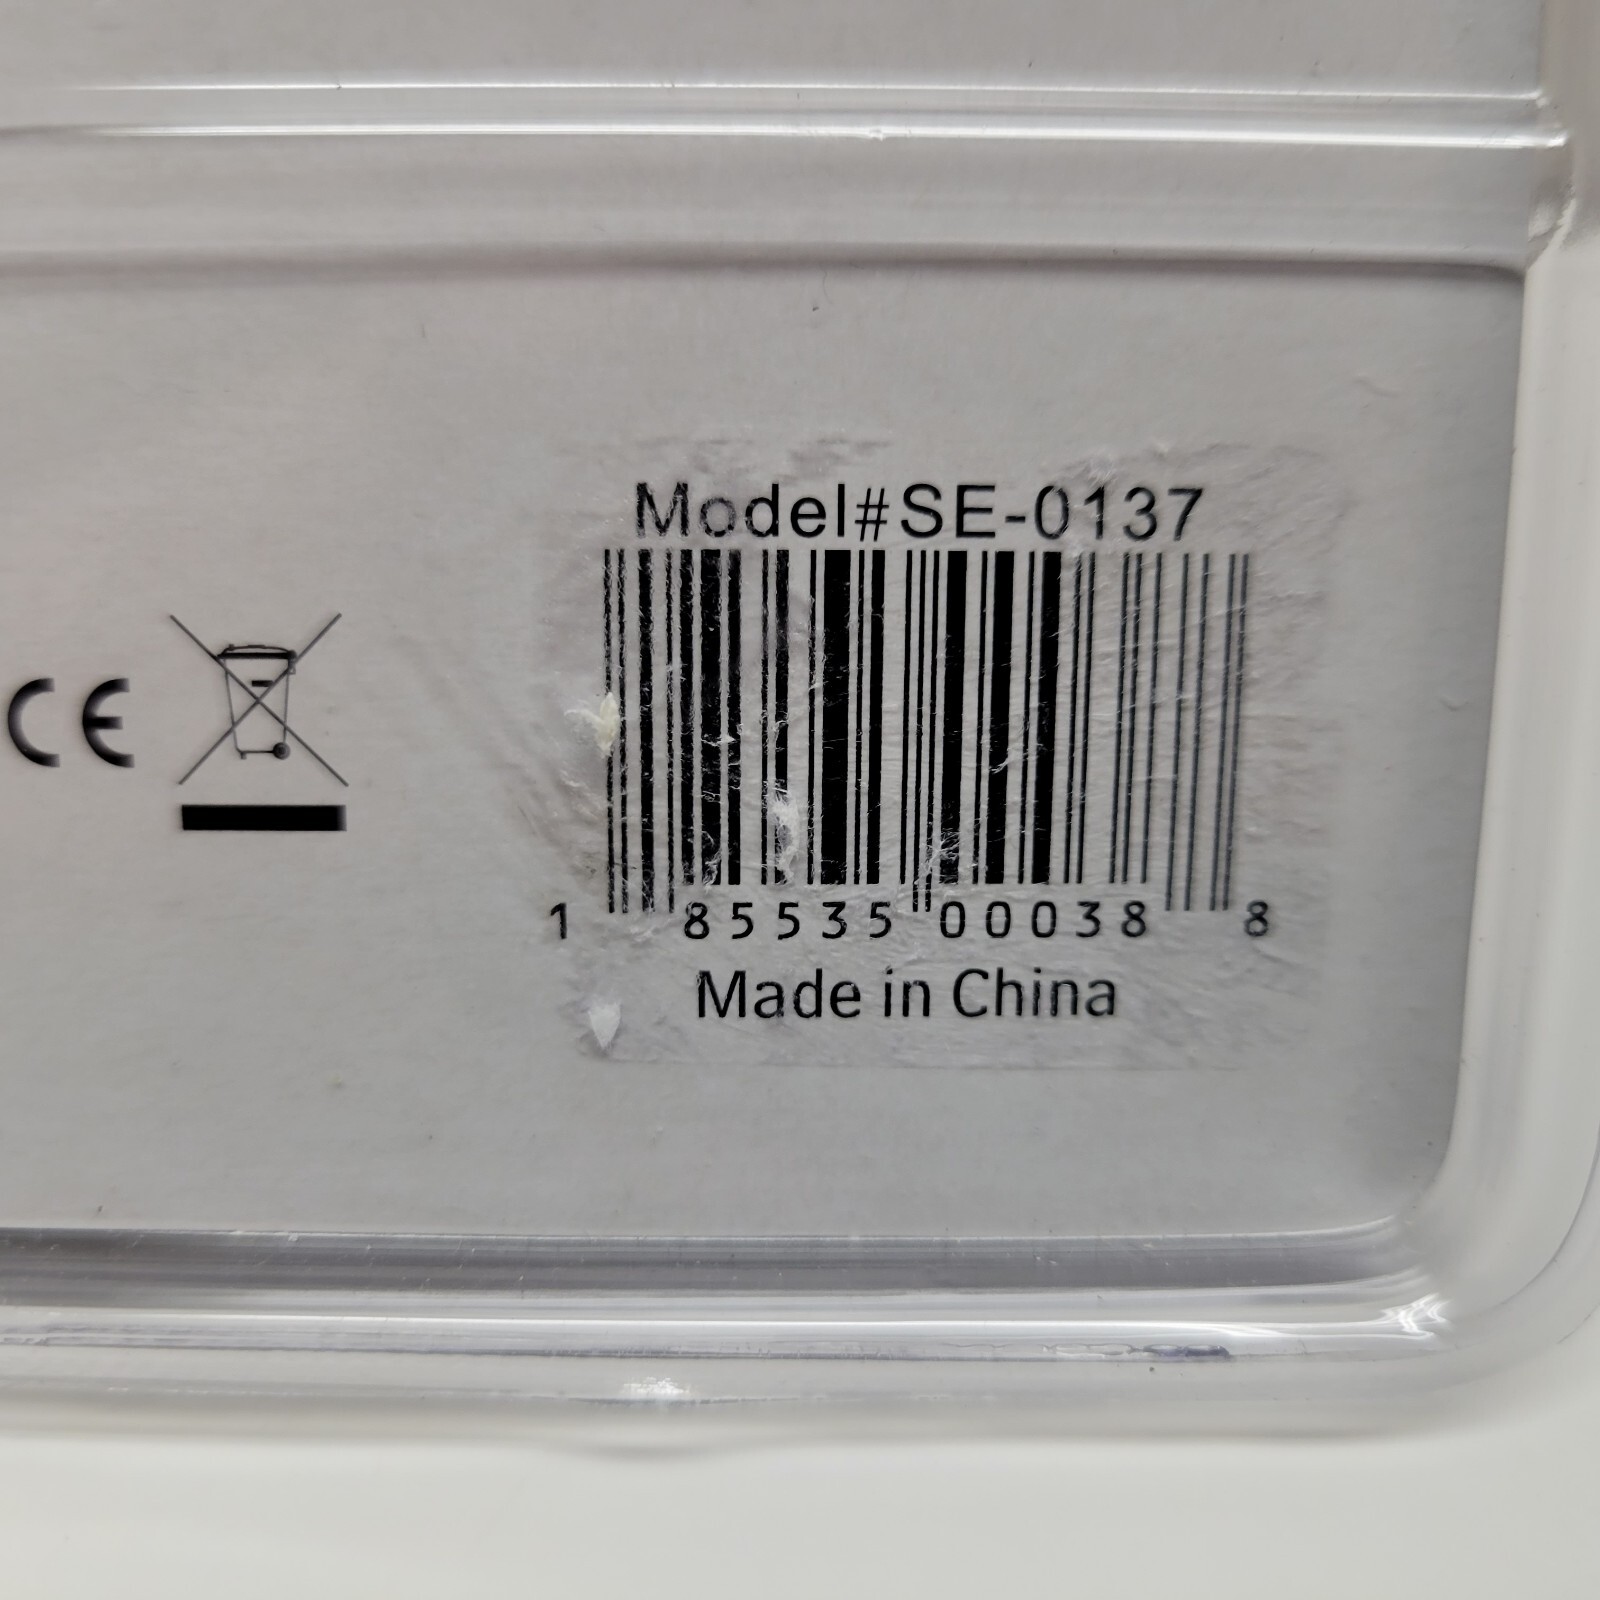 Model#SE-0137
CE
1 85535 00038 8
Made in China